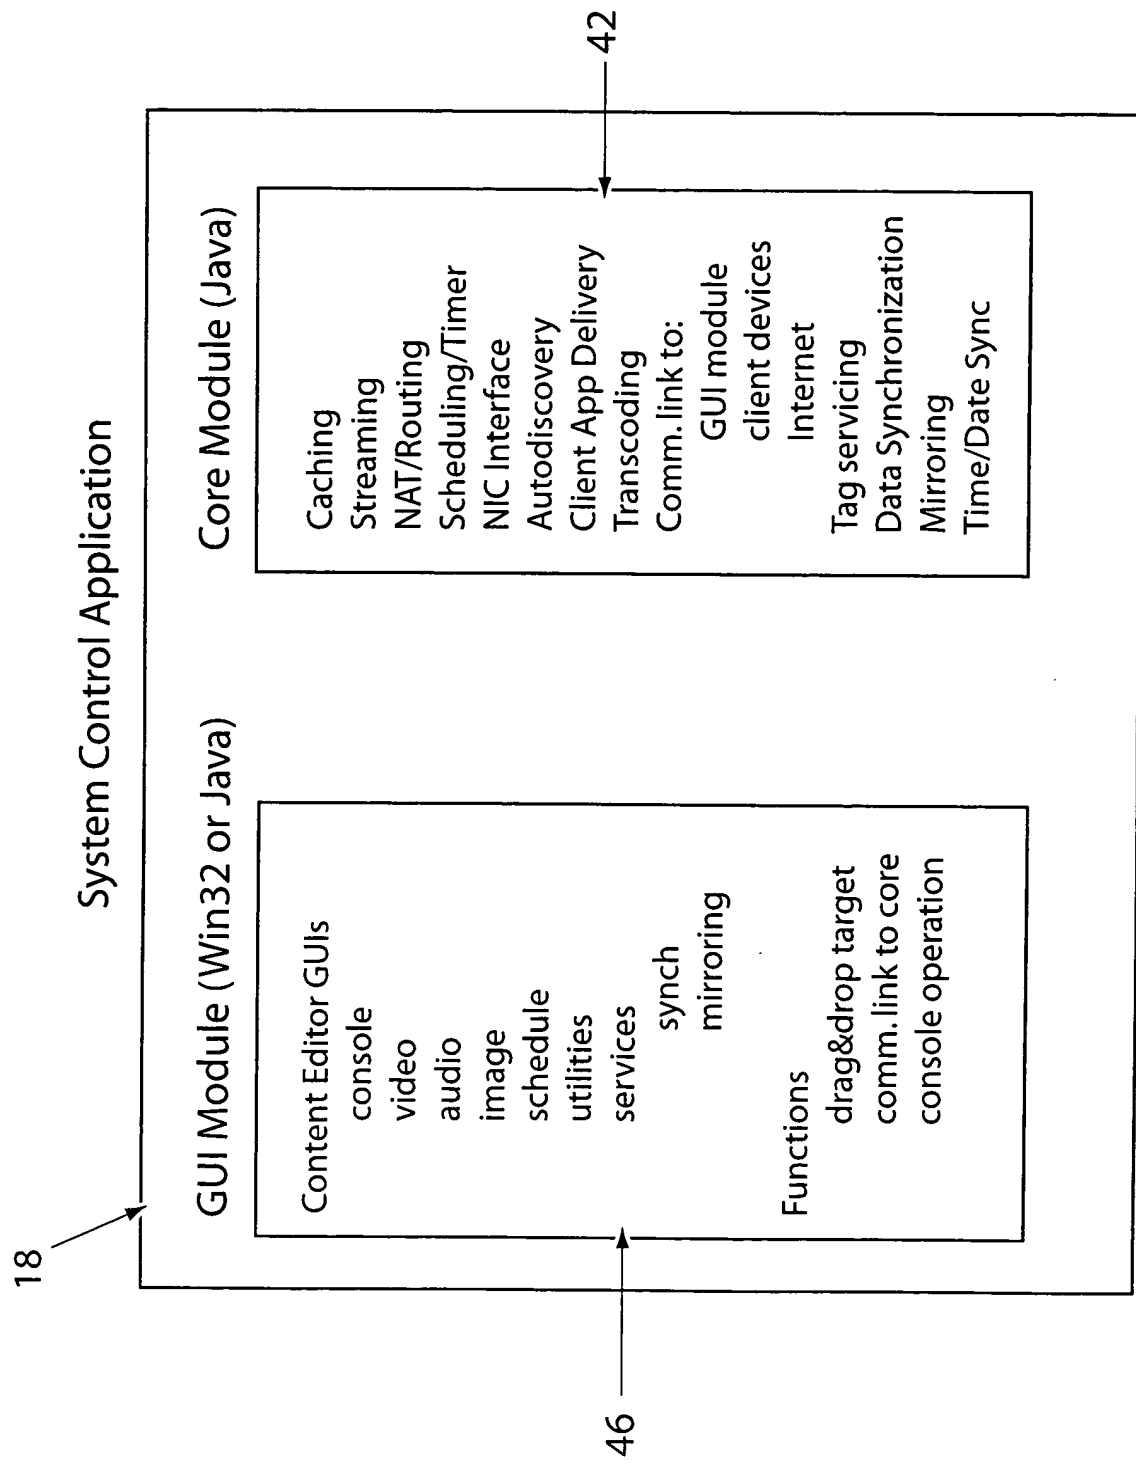 System Control Application
18
GUI Module (Win32 or Java)
Content Editor GUIs
console
video
audio
image
schedule
utilities
services
synch
mirroring
Functions
drag&drop target
comm. link to core
console operation
46
Core Module (Java)
Caching
Streaming
NAT/Routing
Scheduling/Timer
NIC Interface
Autodiscovery
Client App Delivery
Transcoding
Comm. link to:
GUI module
client devices
Internet
Tag servicing
Data Synchronization
Mirroring
Time/Date Sync
42